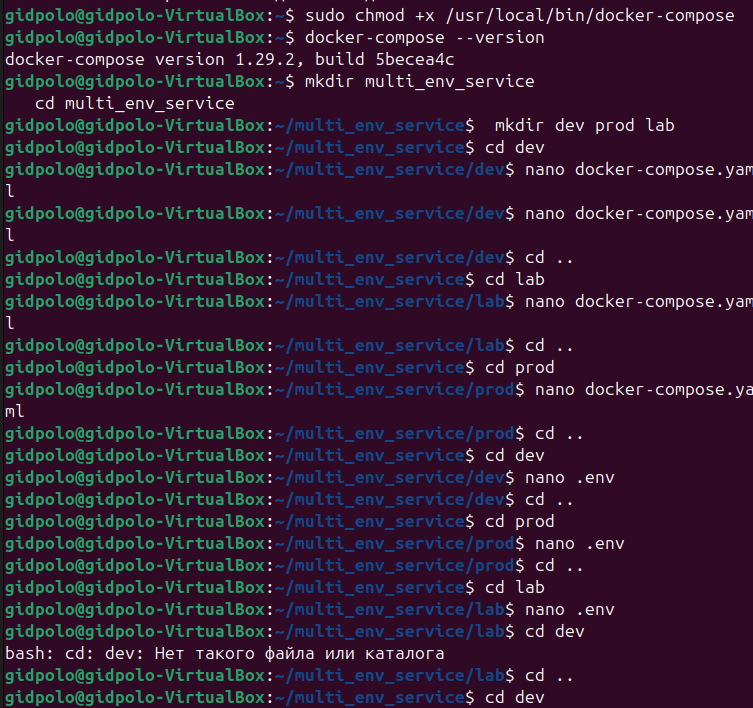 gidpolo@gidpolo-VirtualBox:~$ sudo chmod +x /usr/local/bin/docker-compose
gidpolo@gidpolo-VirtualBox:~$ docker-compose --version
docker-compose version 1.29.2, build 5becea4c
gidpolo@gidpolo-VirtualBox:~$ mkdir multi_env_service
   cd multi_env_service
gidpolo@gidpolo-VirtualBox:~/multi_env_service$  mkdir dev prod lab
gidpolo@gidpolo-VirtualBox:~/multi_env_service$ cd dev
gidpolo@gidpolo-VirtualBox:~/multi_env_service/dev$ nano docker-compose.yam
l
gidpolo@gidpolo-VirtualBox:~/multi_env_service/dev$ nano docker-compose.yam
l
gidpolo@gidpolo-VirtualBox:~/multi_env_service/dev$ cd ..
gidpolo@gidpolo-VirtualBox:~/multi_env_service$ cd lab
gidpolo@gidpolo-VirtualBox:~/multi_env_service/lab$ nano docker-compose.yam
l
gidpolo@gidpolo-VirtualBox:~/multi_env_service/lab$ cd ..
gidpolo@gidpolo-VirtualBox:~/multi_env_service$ cd prod
gidpolo@gidpolo-VirtualBox:~/multi_env_service/prod$ nano docker-compose.ya
ml
gidpolo@gidpolo-VirtualBox:~/multi_env_service/prod$ cd ..
gidpolo@gidpolo-VirtualBox:~/multi_env_service$ cd dev
gidpolo@gidpolo-VirtualBox:~/multi_env_service/dev$ nano .env
gidpolo@gidpolo-VirtualBox:~/multi_env_service/dev$ cd ..
gidpolo@gidpolo-VirtualBox:~/multi_env_service$ cd prod
gidpolo@gidpolo-VirtualBox:~/multi_env_service/prod$ nano .env
gidpolo@gidpolo-VirtualBox:~/multi_env_service/prod$ cd ..
gidpolo@gidpolo-VirtualBox:~/multi_env_service$ cd lab
gidpolo@gidpolo-VirtualBox:~/multi_env_service/lab$ nano .env
gidpolo@gidpolo-VirtualBox:~/multi_env_service/lab$ cd dev
bash: cd: dev: Нет такого файла или каталога
gidpolo@gidpolo-VirtualBox:~/multi_env_service/lab$ cd ..
gidpolo@gidpolo-VirtualBox:~/multi_env_service$ cd dev